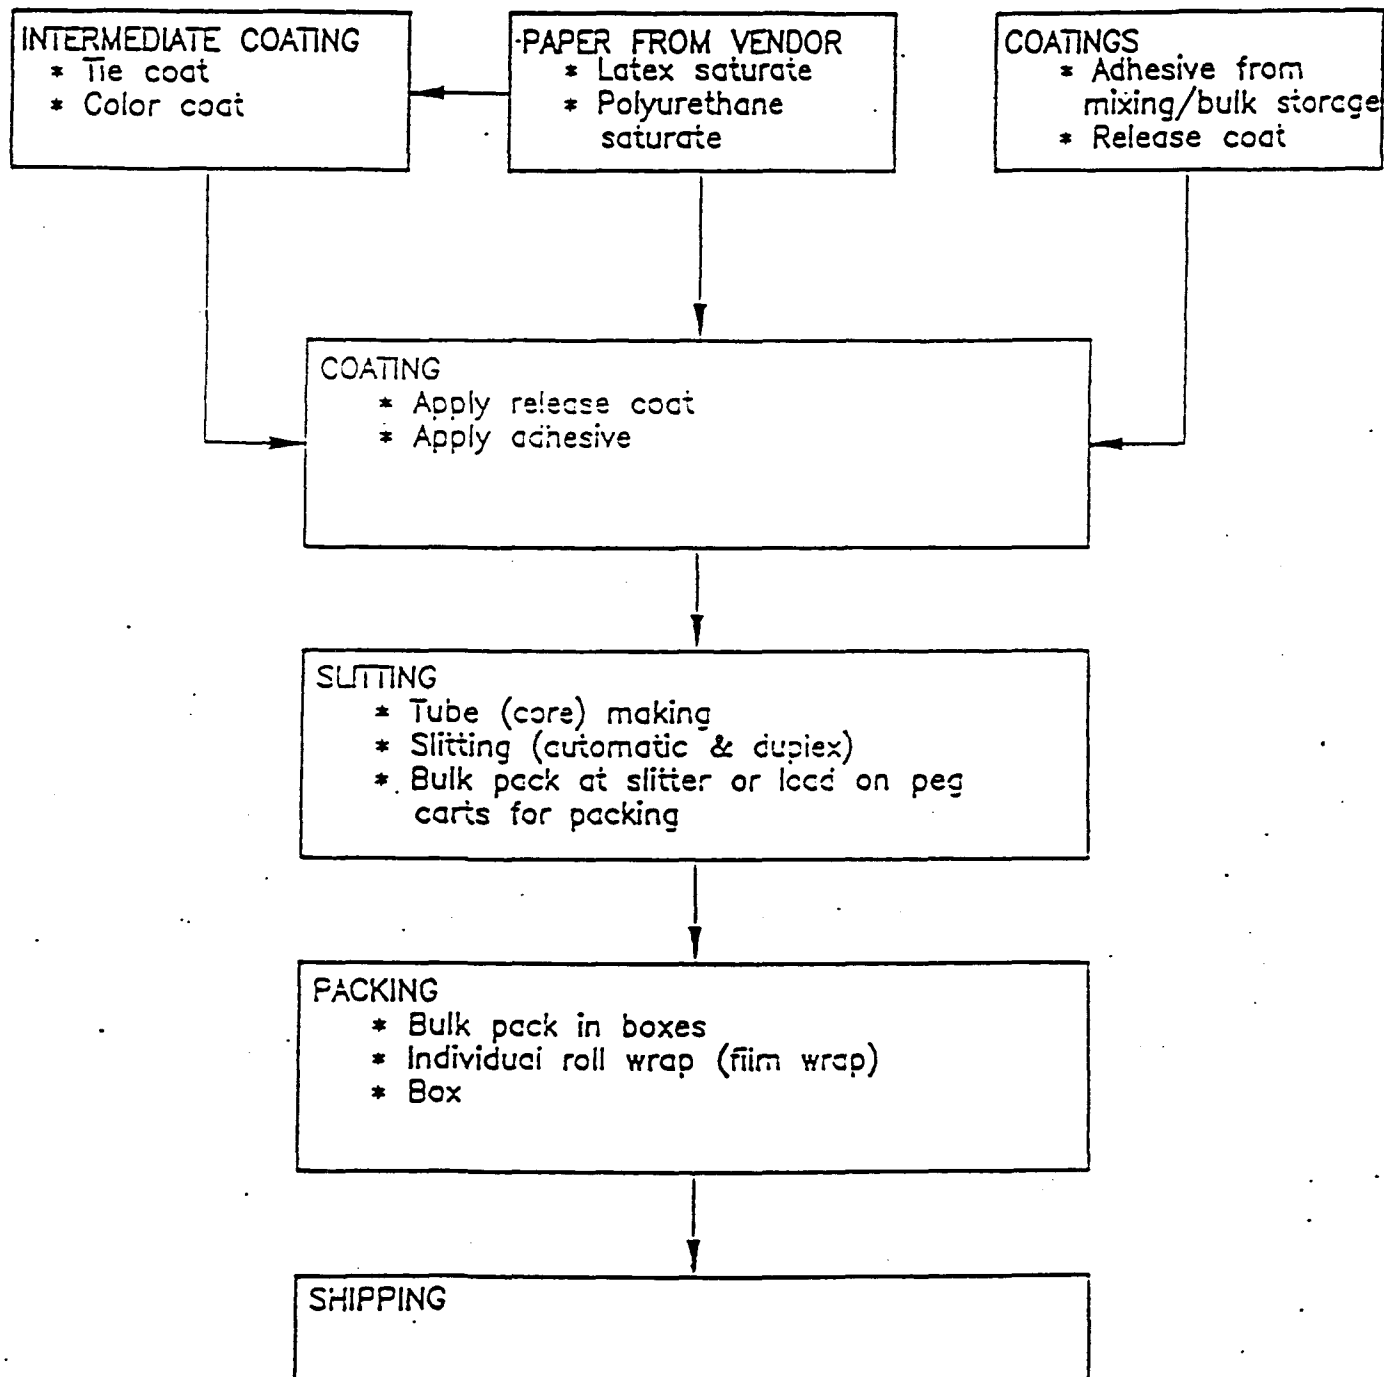 INTERMEDIATE COATING
* Tie coat
* Color coat
PAPER FROM VENDOR
* Latex saturate
* Polyurethane
saturate
COATINGS
* Adhesive from
mixing/bulk storage
* Release coat
COATING
* Apply release coat
* Apply adhesive
SLITTING
* Tube (core) making
* Slitting (automatic & duplex)
* Bulk pack at slitter or load on peg
carts for packing
PACKING
* Bulk pack in boxes
* Individual roll wrap (film wrap)
* Box
SHIPPING